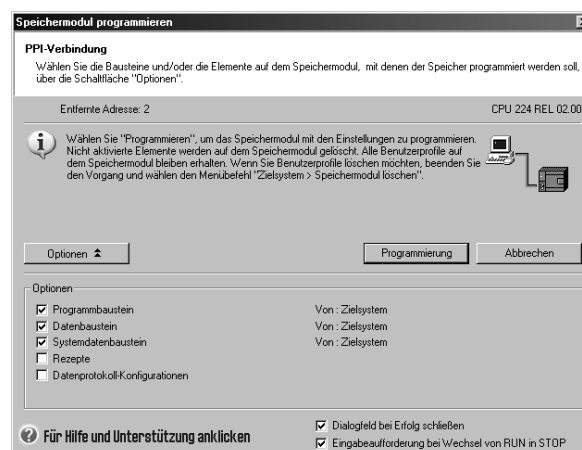 Speichermodul programmieren
PPI-Verbindung
Wählen Sie die Bausteine und/oder die Elemente auf dem Speichermodul, mit denen der Speicher programmiert werden soll,
über die Schaltfläche "Optionen".
Entfernte Adresse: 2 CPU 224 REL 02.00
Wählen Sie "Programmieren", um das Speichermodul mit den Einstellungen zu programmieren.
Nicht aktivierte Elemente werden auf dem Speichermodul gelöscht. Alle Benutzerprofile auf
dem Speichermodul bleiben erhalten. Wenn Sie Benutzerprofile löschen möchten, beenden Sie
den Vorgang und wählen den Menübefehl "Zielsystem > Speichermodul löschen".
Optionen Programmierung Abbrechen
Optionen
Programmbaustein Von : Zielsystem
Datenbaustein Von : Zielsystem
Systemdatenbaustein Von : Zielsystem
Rezepte
Datenprotokoll-Konfigurationen
Für Hilfe und Unterstützung anklicken
Dialogfeld bei Erfolg schließen
Eingabeaufforderung bei Wechsel von RUN in STOP